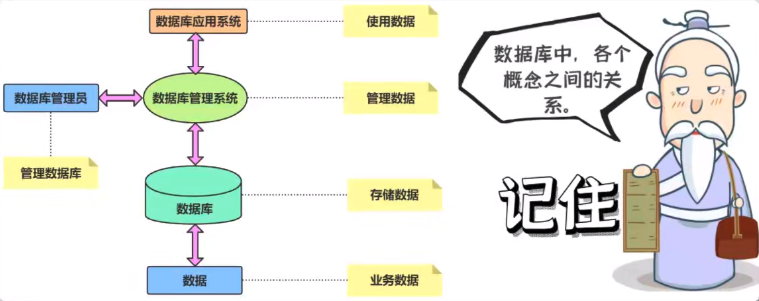 数据库应用系统
使用数据
数据库管理员
数据库管理系统
管理数据
管理数据库
数据库
存储数据
数据
业务数据
数据库中，各个
概念之间的关
系。
记住